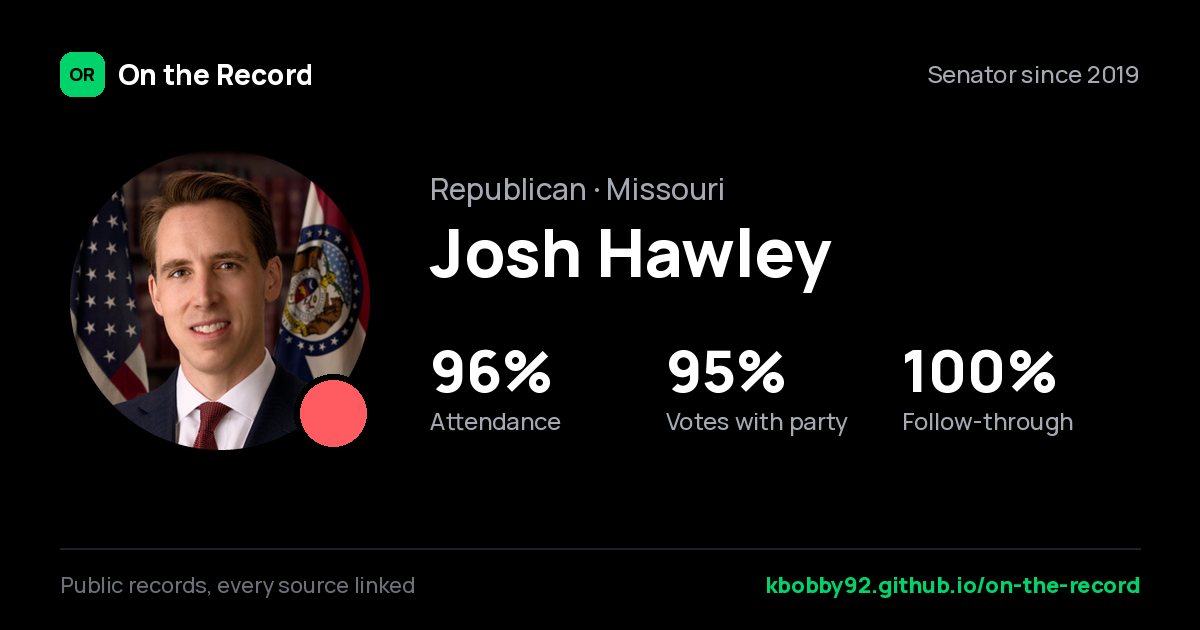 OR On the Record
Senator since 2019
Republican · Missouri
Josh Hawley
96% 95% 100%
Attendance Votes with party Follow-through
Public records, every source linked
kbobby92.github.io/on-the-record